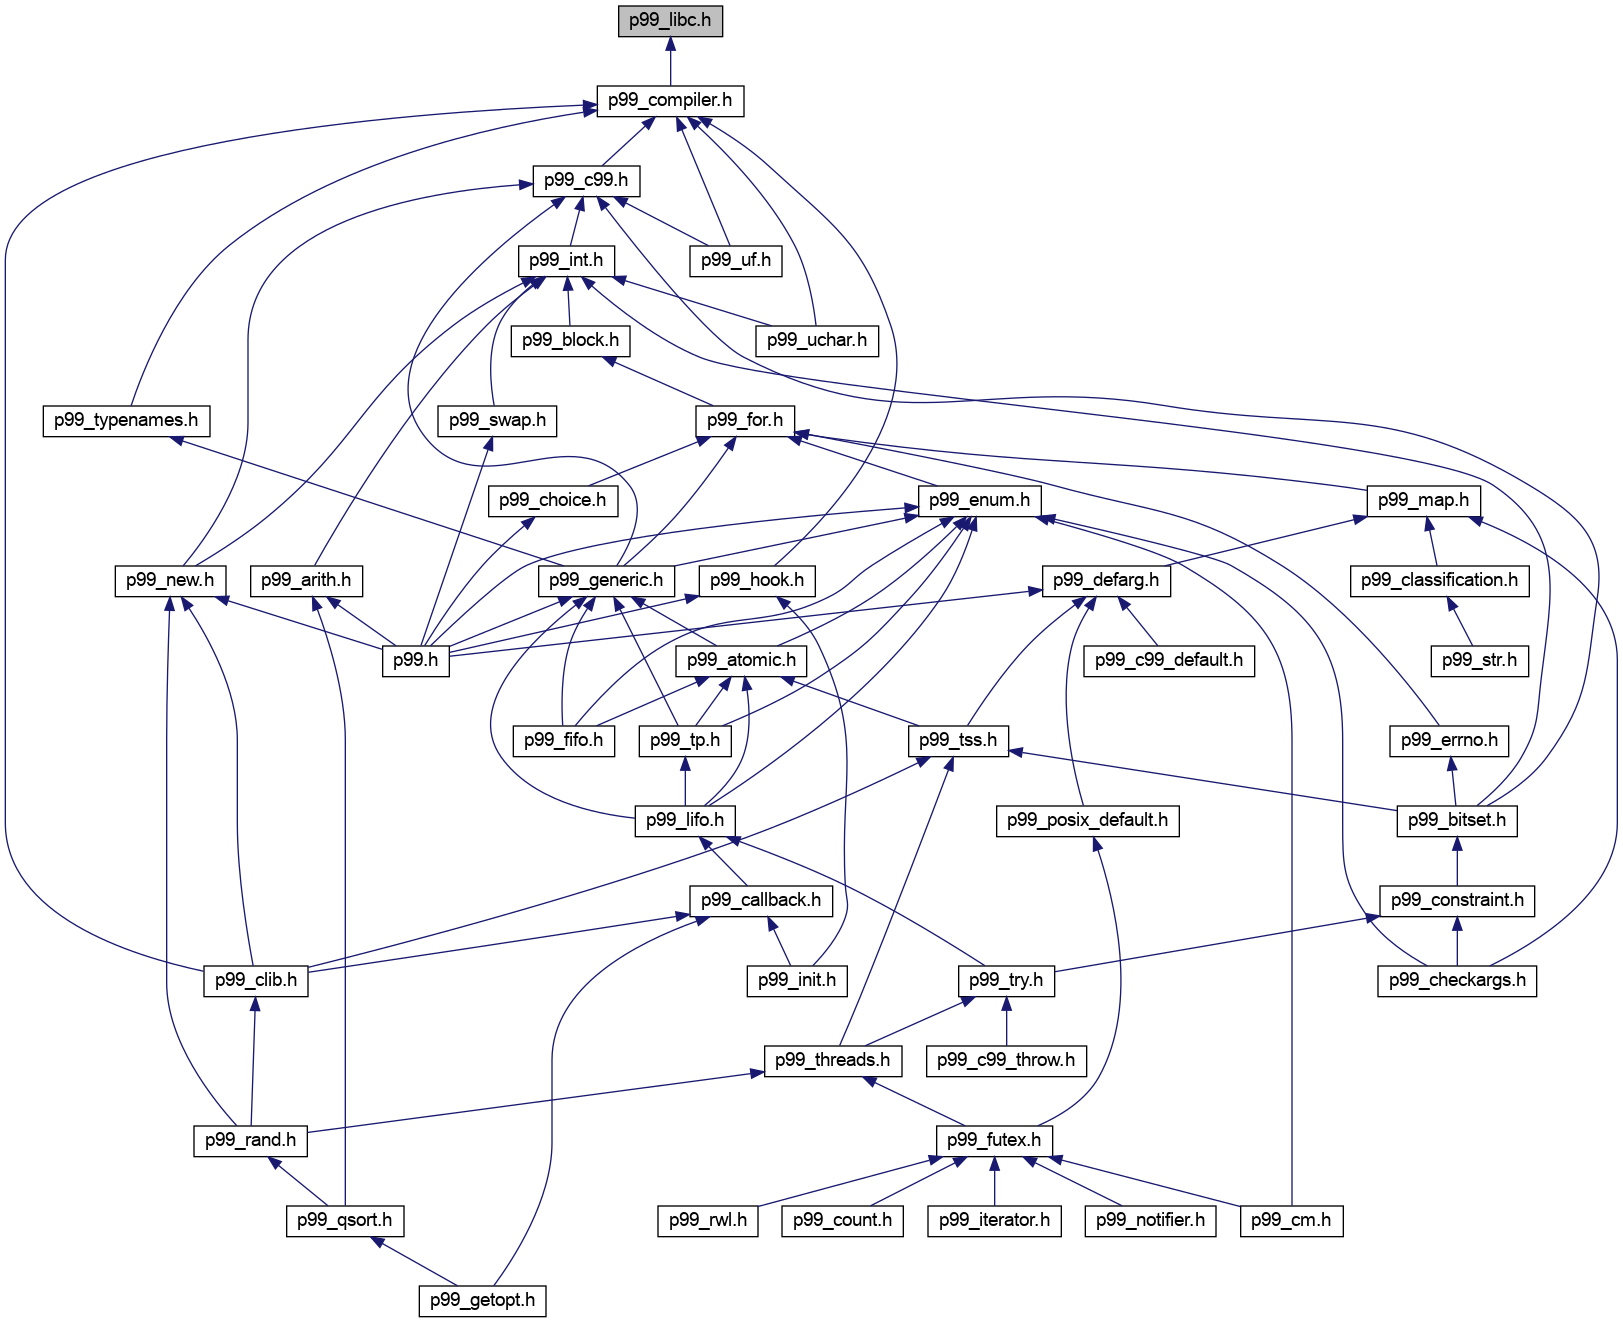 p99_libc.h
p99_compiler.h
p99_c99.h
p99_int.h
p99_uf.h
p99_block.h
p99_uchar.h
p99_typenames.h
p99_swap.h
p99_for.h
p99_choice.h
p99_enum.h
p99_map.h
p99_new.h
p99_arith.h
p99_generic.h
p99_hook.h
p99_defarg.h
p99_classification.h
p99.h
p99_atomic.h
p99_c99_default.h
p99_str.h
p99_fifo.h
p99_tp.h
p99_tss.h
p99_errno.h
p99_lifo.h
p99_posix_default.h
p99_bitset.h
p99_callback.h
p99_constraint.h
p99_clib.h
p99_init.h
p99_try.h
p99_checkargs.h
p99_threads.h
p99_c99_throw.h
p99_rand.h
p99_futex.h
p99_qsort.h
p99_rwl.h
p99_count.h
p99_iterator.h
p99_notifier.h
p99_cm.h
p99_getopt.h